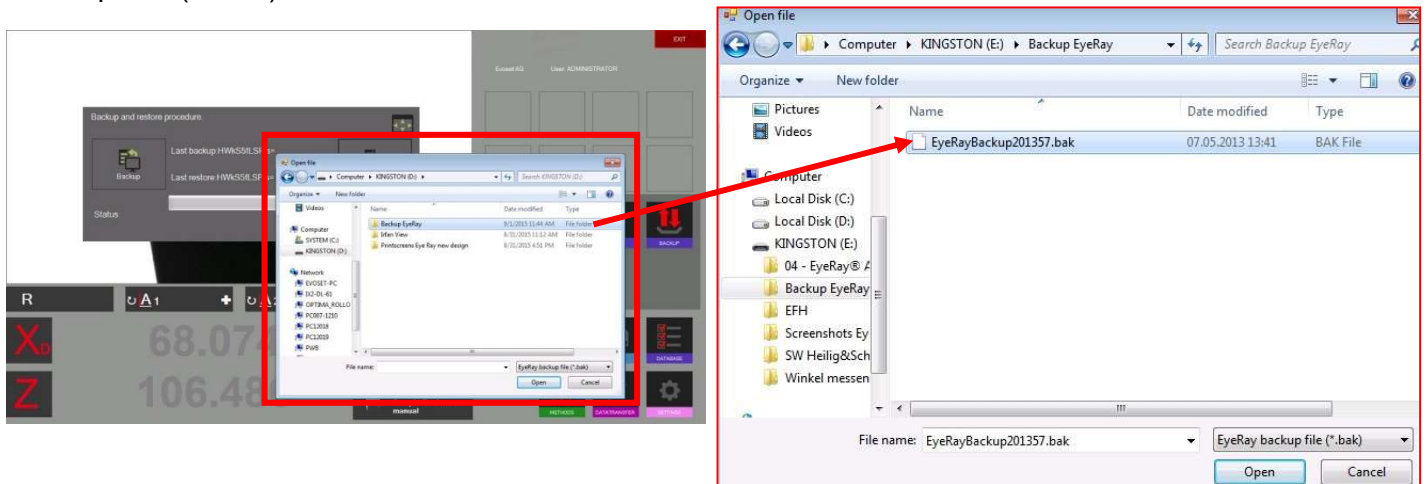 EXIT
Evoset AG User ADMINISTRATOR
Backup and restore procedure
Backup
Last backup:HWkS5fLSP
Last restore:HWkS5fLSP
Status
BACKUP
Open file
Computer KINGSTON (D:)
Search KINGSTON (D:)
Organize New folder
Name Date modified Type
Videos
Computer
SYSTEM (C:)
KINGSTON (D:)
Network
EVOSET-PC
IX2-DL-61
OPTIMA_ROLLO
PC007-1210
PC12018
PC12019
PWB
Backup EyeRay 9/1/2015 11:44 AM File folder
Irfan View 8/31/2015 11:12 AM File folder
Printscreens Eye Ray new design 8/31/2015 4:51 PM File folder
File name: EyeRay backup file (*.bak)
Open Cancel
R A1 + A
X D 68.074
Z 106.48
manual
DATABASE
METHODS DATATRANSFER SETTINGS
Open file
Computer KINGSTON (E:) Backup EyeRay
Search Backup EyeRay
Organize New folder
Pictures
Videos
Computer
Local Disk (C:)
Local Disk (D:)
KINGSTON (E:)
04 - EyeRay® A
Backup EyeRay
EFH
Screenshots Ey
SW Heilig&Sch
Winkel messen
Name Date modified Type
EyeRayBackup201357.bak 07.05.2013 13:41 BAK File
File name: EyeRayBackup201357.bak EyeRay backup file (*.bak)
Open Cancel